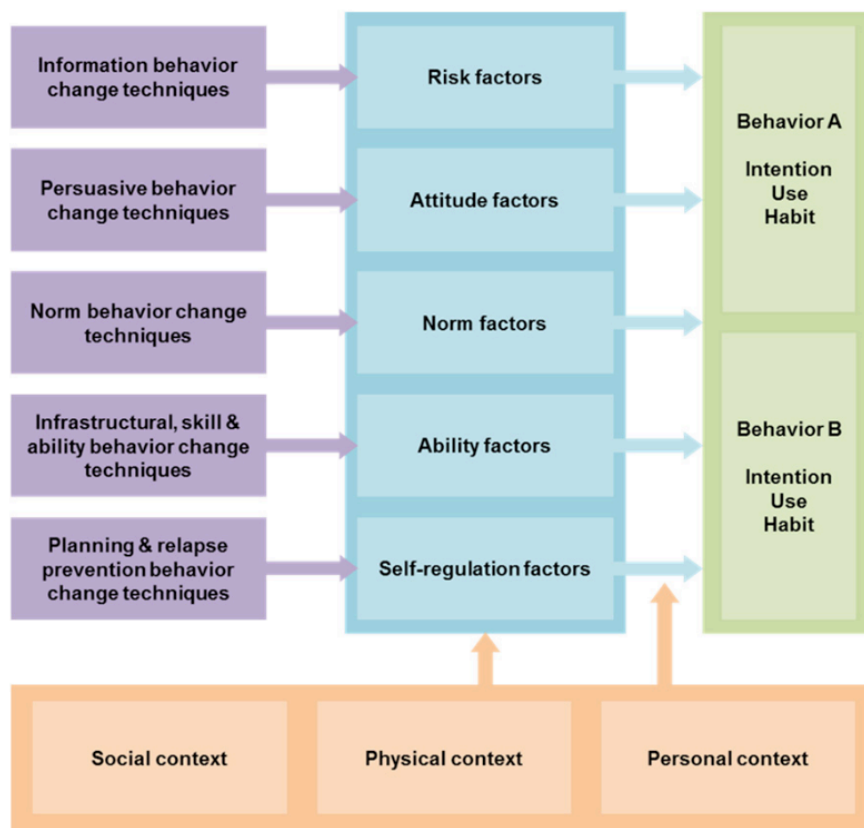 Information behavior
change techniques
Risk factors
Persuasive behavior
change techniques
Attitude factors
Norm behavior change
techniques
Norm factors
Infrastructural, skill &
ability behavior change
techniques
Ability factors
Planning & relapse
prevention behavior
change techniques
Self-regulation factors
Behavior A
Intention
Use
Habit
Behavior B
Intention
Use
Habit
Social context
Physical context
Personal context